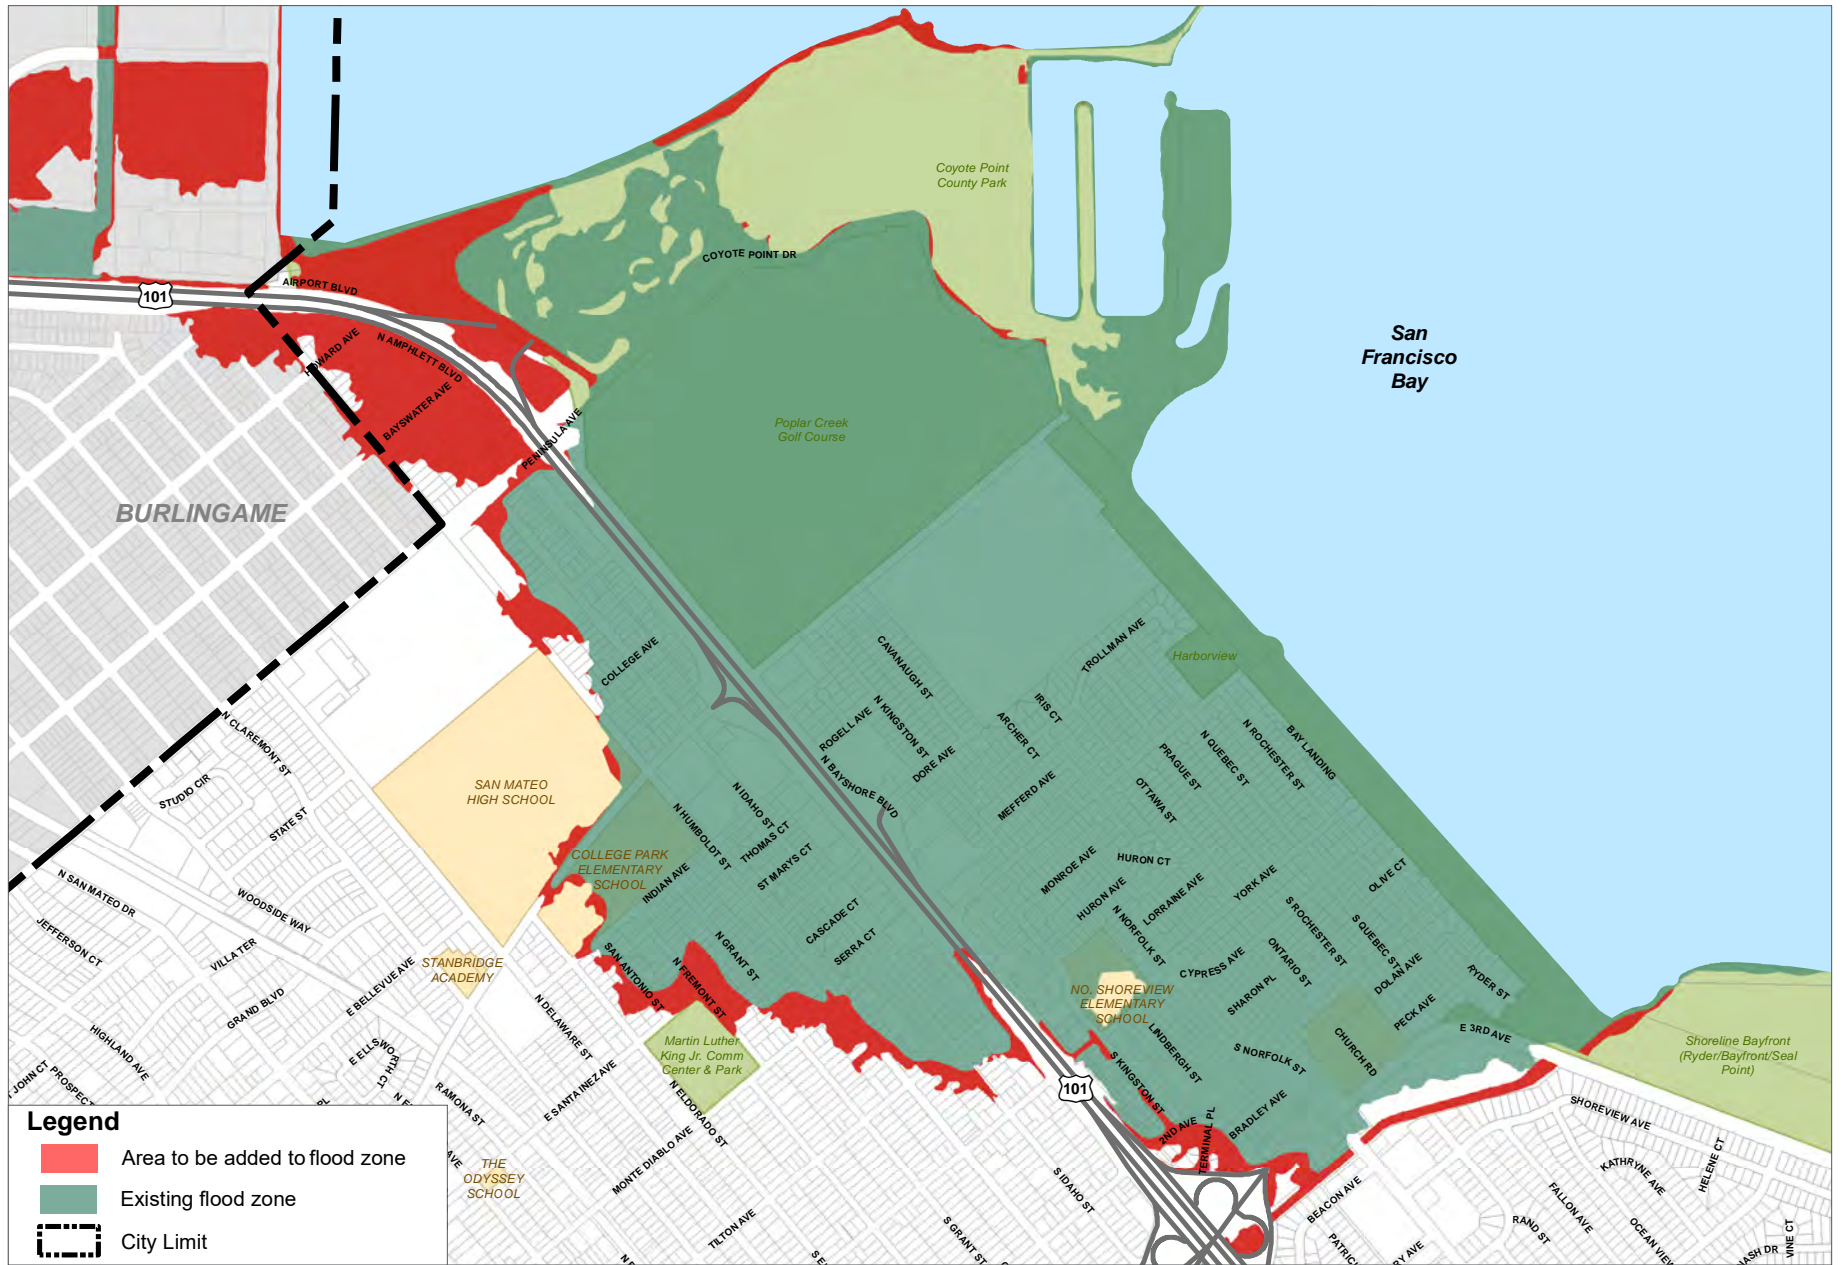 Coyote Point
County Park
COYOTE POINT DR
AIRPORT BLVD
101
HOWARD AVE
N AMPHLETT BLVD
BAYSWATER AVE
PENINSULA AVE
San
Francisco
Bay
Poplar Creek
Golf Course
BURLINGAME
COLLEGE AVE
CAVANAUGH ST
TROLLMAN AVE
Harborview
ROGELL AVE
N KINGSTON ST
DORE AVE
ARCHER CT
IRIS CT
N BAYSHORE BLVD
MEFFERD AVE
PRAGUE ST
N QUEBEC ST
N ROCHESTER ST
BAY LANDING
OTTAWA ST
N CLAREMONT ST
STUDIO CIR
STATE ST
SAN MATEO
HIGH SCHOOL
N IDAHO ST
N HUMBOLDT ST
THOMAS CT
ST MARYS CT
COLLEGE PARK
ELEMENTARY
SCHOOL
INDIAN AVE
MONROE AVE
HURON CT
HURON AVE
LORRAINE AVE
YORK AVE
OLIVE CT
N NORFOLK ST
S ROCHESTER ST
S QUEBEC ST
CYPRESS AVE
ONTARIO ST
SHARON PL
DOLAN AVE
RYDER ST
PECK AVE
E 3RD AVE
N SAN MATEO DR
WOODSIDE WAY
JEFFERSON CT
VILLA TER
GRAND BLVD
E BELLEVUE AVE
STANBRIDGE
ACADEMY
CASCADE CT
SERRA CT
N GRANT ST
SAN ANTONIO ST
N FREMONT ST
NO. SHOREVIEW
ELEMENTARY
SCHOOL
LINDBERGH ST
S NORFOLK ST
CHURCH RD
S KINGSTON ST
101
2ND AVE
TERMINAL PL
BRADLEY AVE
Shoreline Bayfront
(Ryder/Bayfront/Seal
Point)
HIGHLAND AVE
E ELLSWORTH CT
N DELAWARE ST
Martin Luther
King Jr. Comm
Center & Park
E SANTA INEZ AVE
RAMONA ST
N ELDORADO ST
MONTE DIABLO AVE
THE
ODYSSEY
SCHOOL
TILTON AVE
S IDAHO ST
S GRANT ST
BEACON AVE
SHOREVIEW AVE
KATHRYNE AVE
HELENE CT
FALLON AVE
RAND ST
VINE CT
Legend
Area to be added to flood zone
Existing flood zone
City Limit